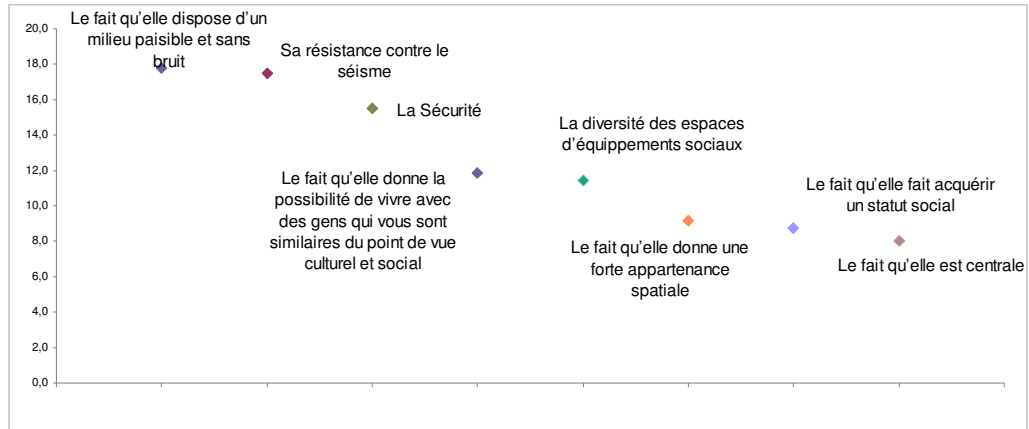 Le fait qu'elle dispose d'un
milieu paisible et sans
bruit
Sa résistance contre le
séisme
La Sécurité
Le fait qu'elle donne la
possibilité de vivre avec
des gens qui vous sont
similaires du point de vue
culturel et social
La diversité des espaces
d'équippements sociaux
Le fait qu'elle donne une
forte appartenance
spatiale
Le fait qu'elle fait acquérir
un statut social
Le fait qu'elle est centrale
20,0
18,0
16,0
14,0
12,0
10,0
8,0
6,0
4,0
2,0
0,0